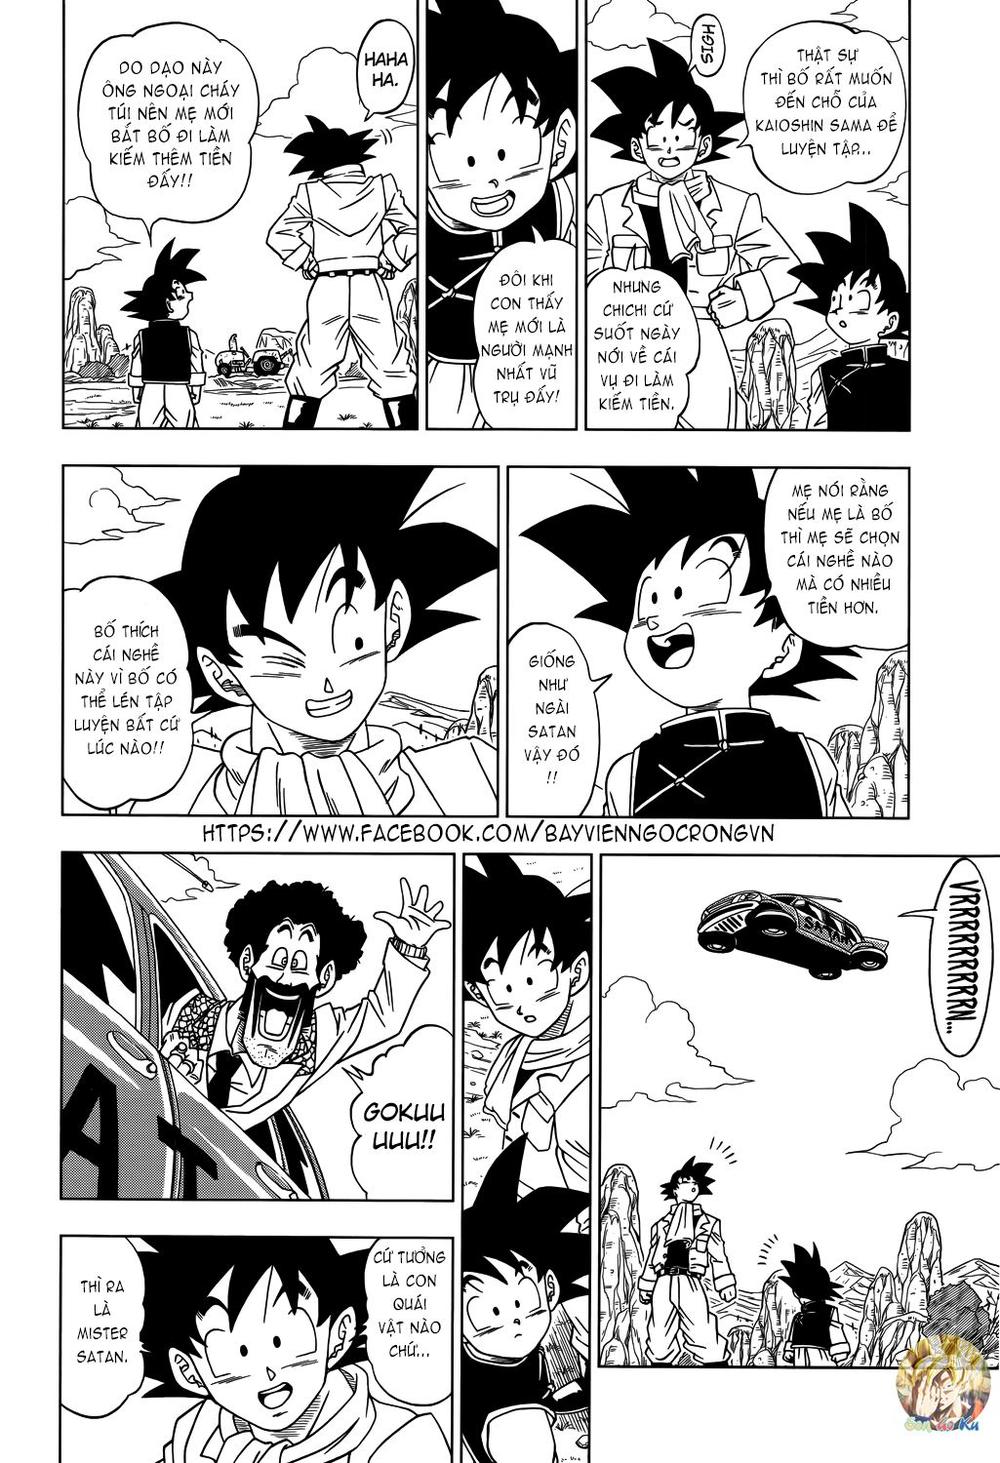 THẬT SỰ
THÌ BỐ RẤT MUỐN
ĐẾN CHỖ CỦA
KAIOSHIN SAMA ĐỂ
LUYỆN TẬP..
SIGH
NHƯNG
CHICHI CỨ
SUỐT NGÀY
NỚI VỀ CÁI
VỤ ĐI LÀM
KIẾM TIỀN.
ĐÔI KHI
CON THẤY
MẸ MỚI LÀ
NGƯỜI MẠNH
NHẤT VŨ
TRỤ ĐẤY!
HAHA
HA.
DO DẠO NÀY
ÔNG NGOẠI CHÁY
TÚI NÊN MẸ MỚI
BẮT BỐ ĐI LÀM
KIẾM THÊM TIỀN
ĐẤY!!
MẸ NÓI RẰNG
NẾU MẸ LÀ BỐ
THÌ MẸ SẼ CHỌN
CÁI NGHỀ NÀO
MÀ CÓ NHIỀU
TIỀN HƠN.
GIỐNG
NHƯ
NGÀI
SATAN
VẬY ĐÓ
!!
BỐ THÍCH
CÁI NGHỀ
NÀY VÌ BỐ CÓ
THỂ LÉN TẬP
LUYỆN BẤT CỨ
LÚC NÀO!!
HTTPS://WWW.FACEBOOK.COM/BAYVIENNGOCRONGVN
VRRRRRRRRRN...
SATAN
GOKUU
UUU!!
AT
CỨ TƯỞNG
LÀ CON
QUÁI
VẬT NÀO
CHỨ...
THÌ RA
LÀ
MISTER
SATAN.